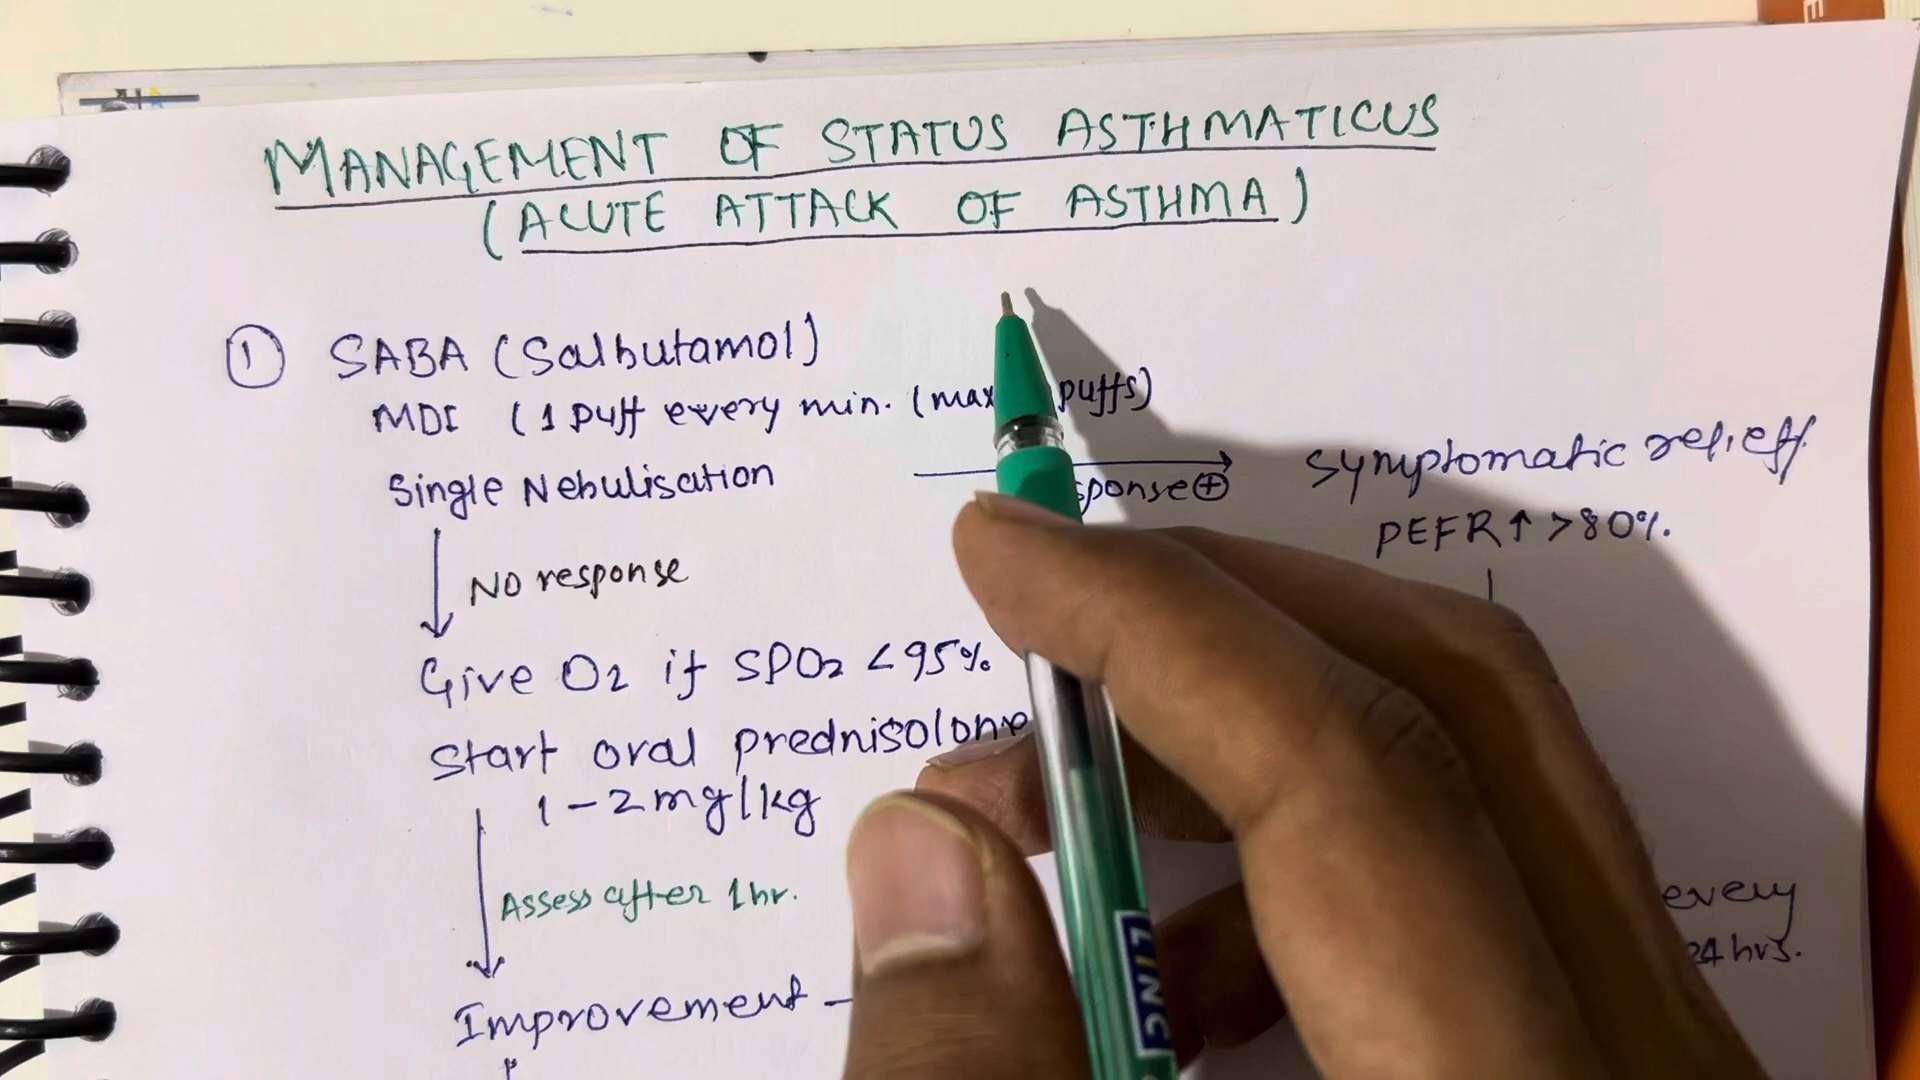 MANAGEMENT OF STATUS ASTHMATICUS
(ACUTE ATTACK OF ASTHMA)
① SABA (Salbutamol)
MDI (1 puff every min. (max puffs)
Single Nebulisation
sponse⊕
Symptomatic relieff.
PEFR↑ >80%.
NO response
Give O2 if SPO2 <95%
Start oral prednisolone
1-2mg/kg
Assess after 1hr.
every
24 hrs.
Improvement -
LINC